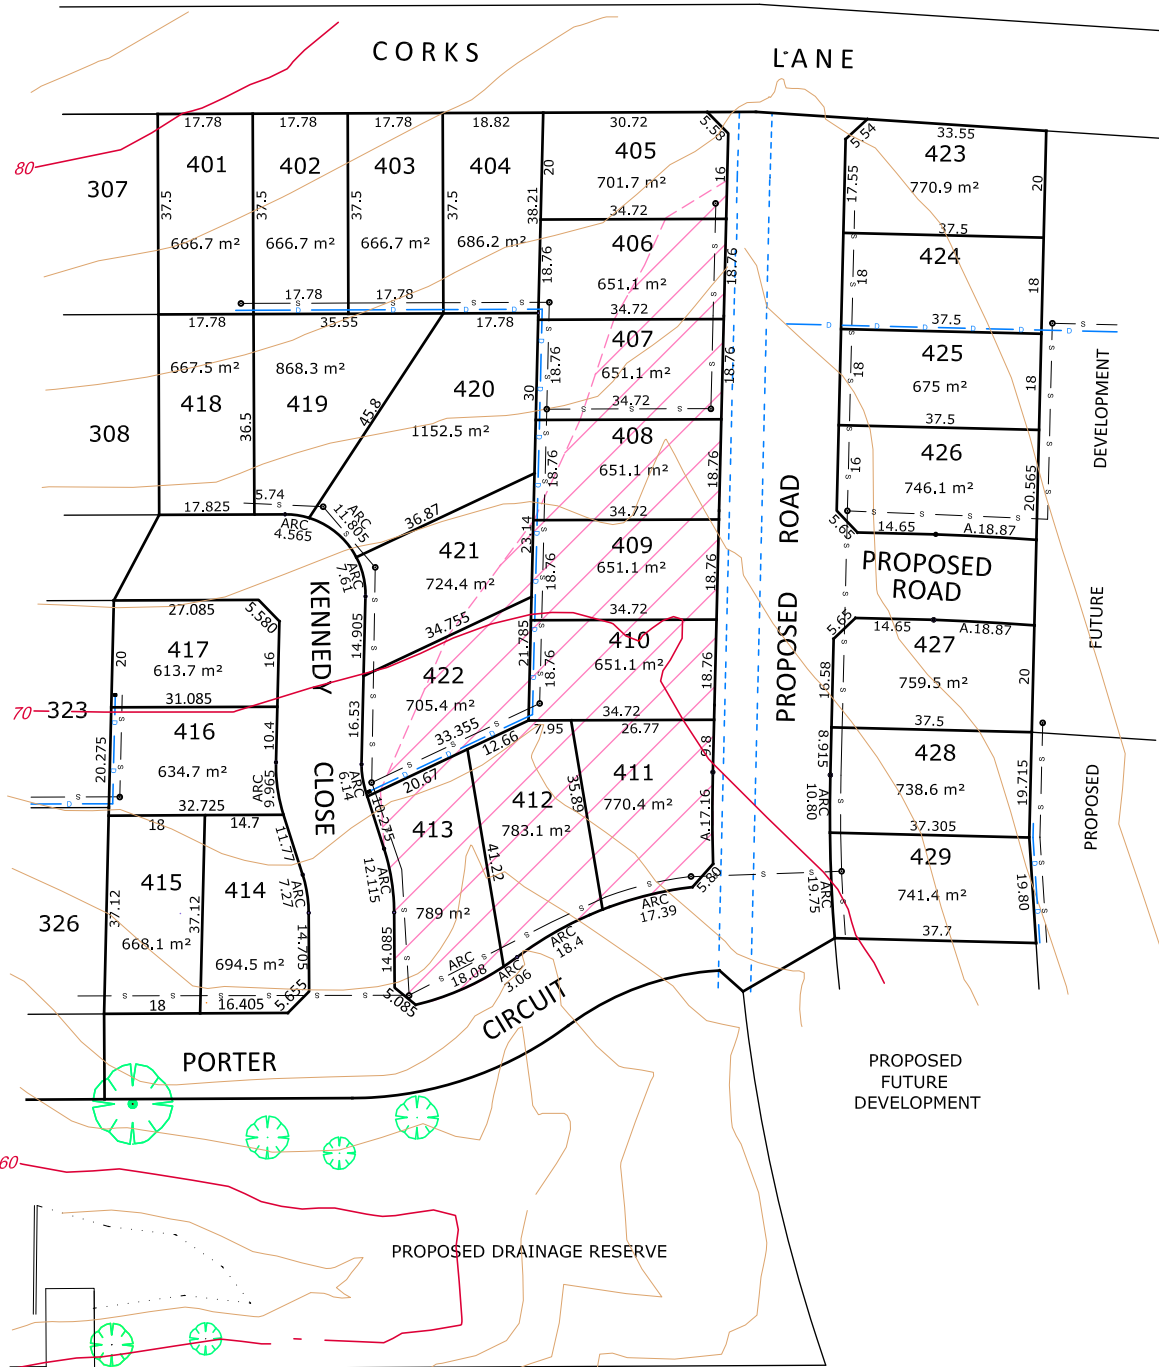 CORKS LANE
17.78 17.78 17.78 18.82 30.72 5.58 5.54 33.55
401 402 403 404 405 423
80
307
37.5 37.5 37.5 37.5 38.21 20 16 17.55 20
701.7 m² 770.9 m²
34.72 37.5
666.7 m² 666.7 m² 666.7 m² 686.2 m²
406 424
18.76 651.1 m² 18.76 18 18
17.78 17.78
34.72 37.5
17.78 35.55 17.78
407 425
667.5 m² 868.3 m² 420 30 18.76 651.1 m² 18.76 18 675 m² 18
418 419 45.8 34.72 37.5
308 36.5 1152.5 m² 408 426
18.76 651.1 m² 18.76 16 746.1 m² 20.565
17.825 5.74 ARC 4.565 ARC 11.805 36.87 34.72 5.65 14.65 A.18.87
DEVELOPMENT
421 23.14 409
724.4 m² 18.76 651.1 m² 18.76
ARC 7.61
PROPOSED ROAD
PROPOSED
ROAD
KENNEDY CLOSE
27.085 5.580 14.905 34.755 34.72 5.65 14.65 A.18.87
417 20 16 410 427
613.7 m² 21.785 18.76 651.1 m² 18.76 16.85 759.5 m² 20
FUTURE
422
705.4 m²
31.085 34.72 37.5
70 323
416 10.4 16.53 33.355 12.66 7.95 26.77 9.8 8.915 428
20.275 634.7 m² ARC 9.965 ARC 6.14 20.67 738.6 m² 19.715
32.725 10.275 35.89 411 770.4 m² ARC 10.80 37.305
PROPOSED
18 14.7 11.77 413 412 783.1 m² A.17.16 429
415 414 ARC 7.27 ARC 12.115 41.22 5.80 ARC 19.75 741.4 m² 19.80
37.12 37.12 789 m² ARC 17.39 37.7
326 668.1 m² 694.5 m² 14.705 14.085 ARC 18.4
18 16.405 5.655 5.085 ARC 18.08 ARC 3.06
PORTER CIRCUIT
PROPOSED
FUTURE
DEVELOPMENT
60
PROPOSED DRAINAGE RESERVE